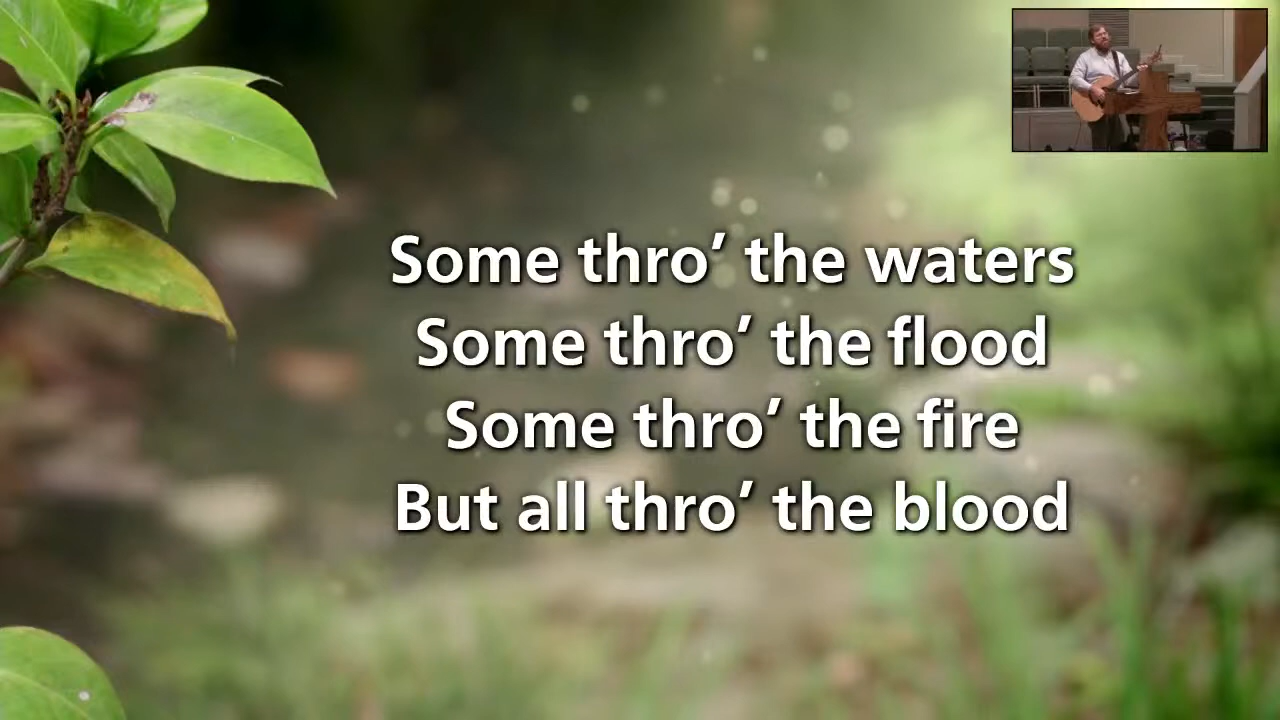 Some thro’ the waters
Some thro’ the flood
Some thro’ the fire
But all thro’ the blood